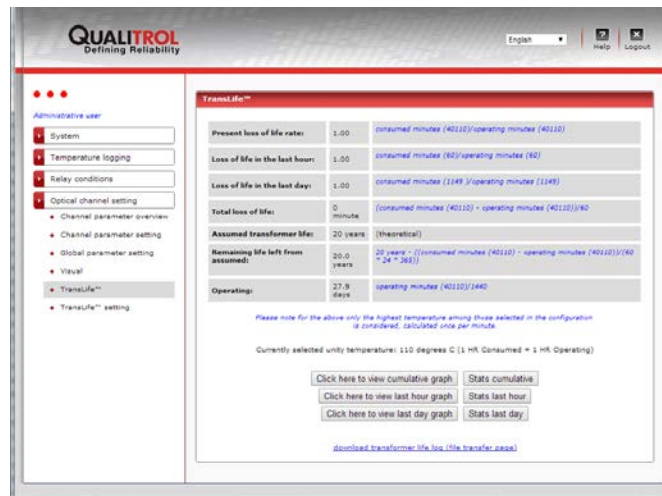 QUALITROL
Defining Reliability
English
Help
Logout
Administrative user
System
Temperature logging
Relay conditions
Optical channel setting
Channel parameter overview
Channel parameter setting
Global parameter setting
Visual
TransLife™
TransLife™ setting
TransLife™
Present loss of life rate: 1.00 consumed minutes (40110)/operating minutes (40110)
Loss of life in the last hour: 1.00 consumed minutes (60)/operating minutes (60)
Loss of life in the last day: 1.00 consumed minutes (1149 )/operating minutes (1149)
Total loss of life: 0 minute (consumed minutes (40110) - operating minutes (40110))/60
Assumed transformer life: 20 years (theoretical)
Remaining life left from assumed: 20.0 years 20 years - ((consumed minutes (40110) - operating minutes (40110))/(60 * 24 * 365))
Operating: 27.9 days operating minutes (40110)/1440
Please note for the above only the highest temperature among those selected in the configuration
is considered, calculated once per minute.
Currently selected unity temperature: 110 degrees C (1 HR Consumed = 1 HR Operating)
Click here to view cumulative graph Stats cumulative
Click here to view last hour graph Stats last hour
Click here to view last day graph Stats last day
download transformer life log (file transfer page)